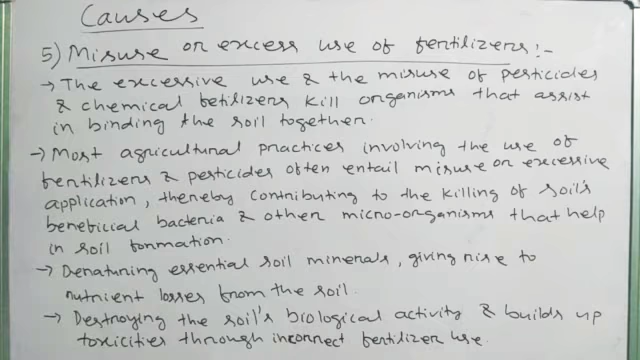 Causes
5) Misuse or excess use of fertilizers:-
→ The excessive use & the misuse of pesticides
& chemical fetilizers kill organisms that assist
in binding the soil together.
→ Most agricultural practices involving the use of
fertilizers & pesticides often entail misuse or excessive
application, thereby contributing to the killing of soil's
beneficial bacteria & other micro-organisms that help
in soil formation.
→ Denaturing essential soil minerals, giving rise to
nutrient losses from the soil.
→ Destroying the soil's biological activity & builds up
toxicities through incorrect fertilizer use.